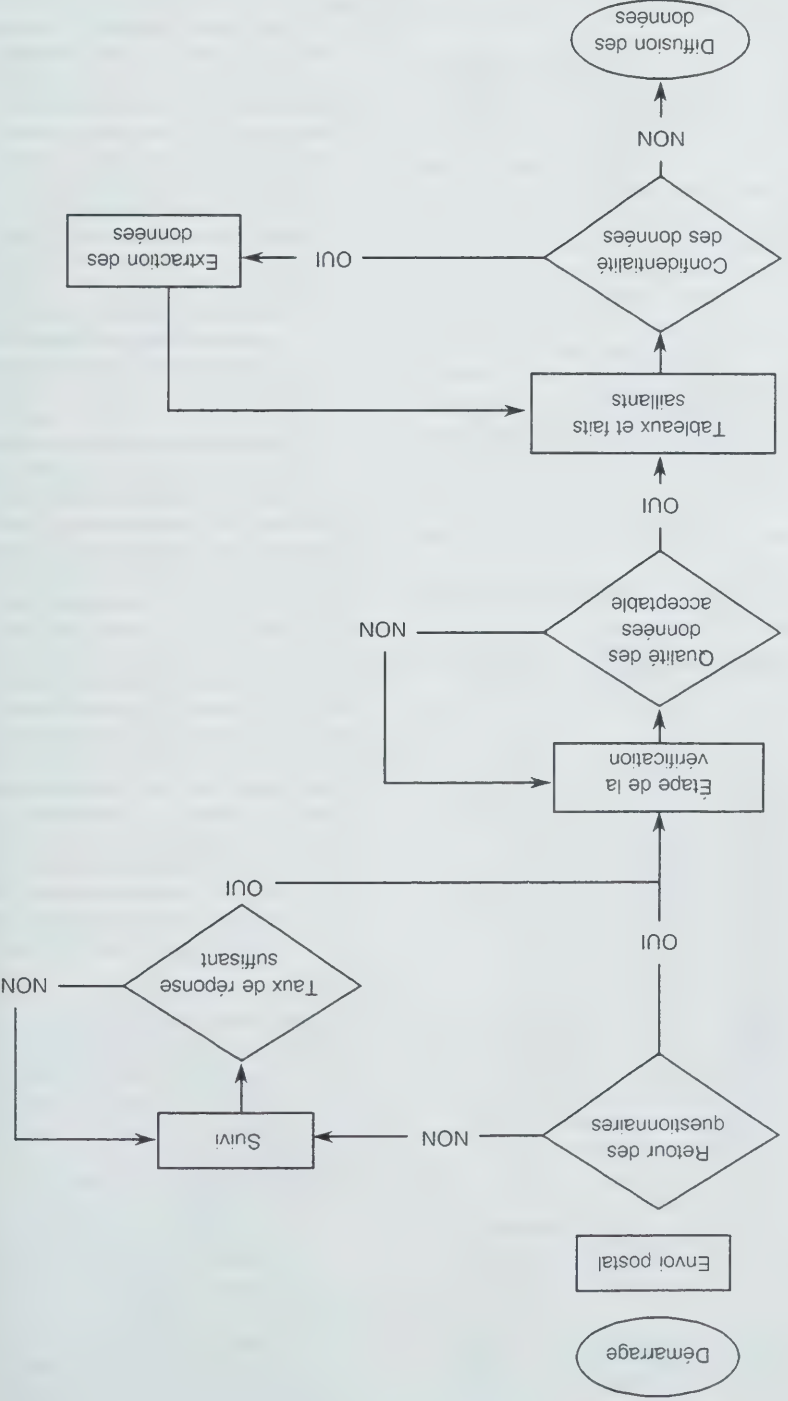 Démarrage
Envoi postal
Retour des
questionnaires
NON
Suivi
Taux de réponse
suffisant
NON
OUI
OUI
Étape de la
vérification
Qualité des
données
acceptable
NON
OUI
Tableaux et faits
saillants
Confidentialité
des données
OUI
Extraction des
données
NON
Diffusion des
données